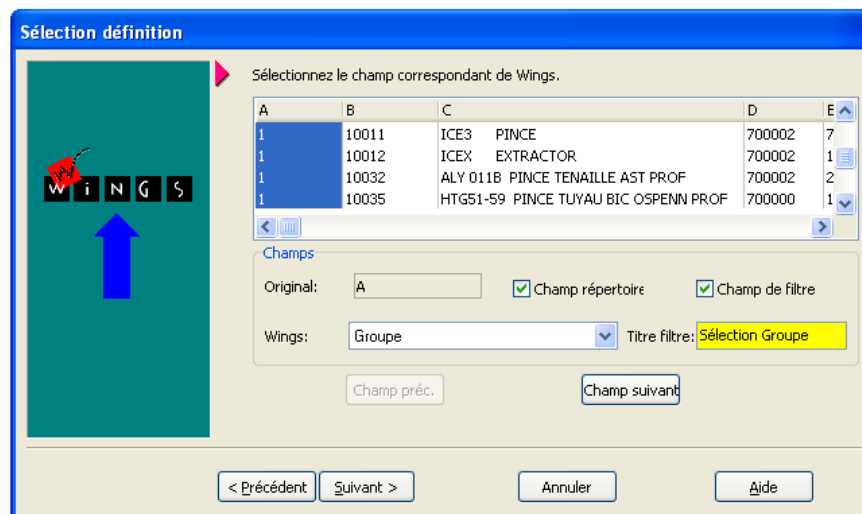 Sélection définition
WiNGS
Sélectionnez le champ correspondant de Wings.
A B C D E
1 10011 ICE3 PINCE 700002 7
1 10012 ICEX EXTRACTOR 700002 1
1 10032 ALY 011B PINCE TENAILLE AST PROF 700002 2
1 10035 HTG51-59 PINCE TUYAU BIC OSPENN PROF 700000 1
Champs
Original: A Champ répertoire Champ de filtre
Wings: Groupe Titre filtre: Sélection Groupe
Champ préc. Champ suivant
< Précédent Suivant > Annuler Aide